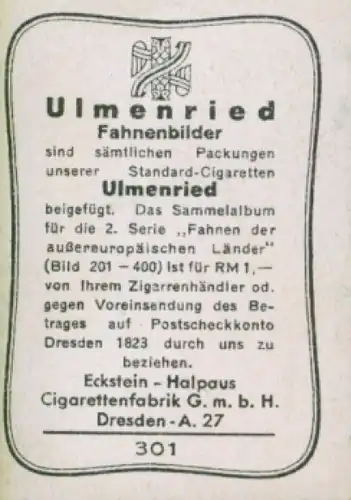 Ulmenried
Fahnenbilder
sind sämtlichen Packungen
unserer Standard-Cigaretten
Ulmenried
beigefügt. Das Sammelalbum
für die 2. Serie „Fahnen der
außereuropäischen Länder"
(Bild 201 – 400) ist für RM 1,—
von Ihrem Zigarrenhändler od.
gegen Voreinsendung des Be-
trages auf Postscheckkonto
Dresden 1823 durch uns zu
beziehen.
Eckstein - Halpaus
Cigarettenfabrik G. m. b. H.
Dresden - A. 27
301